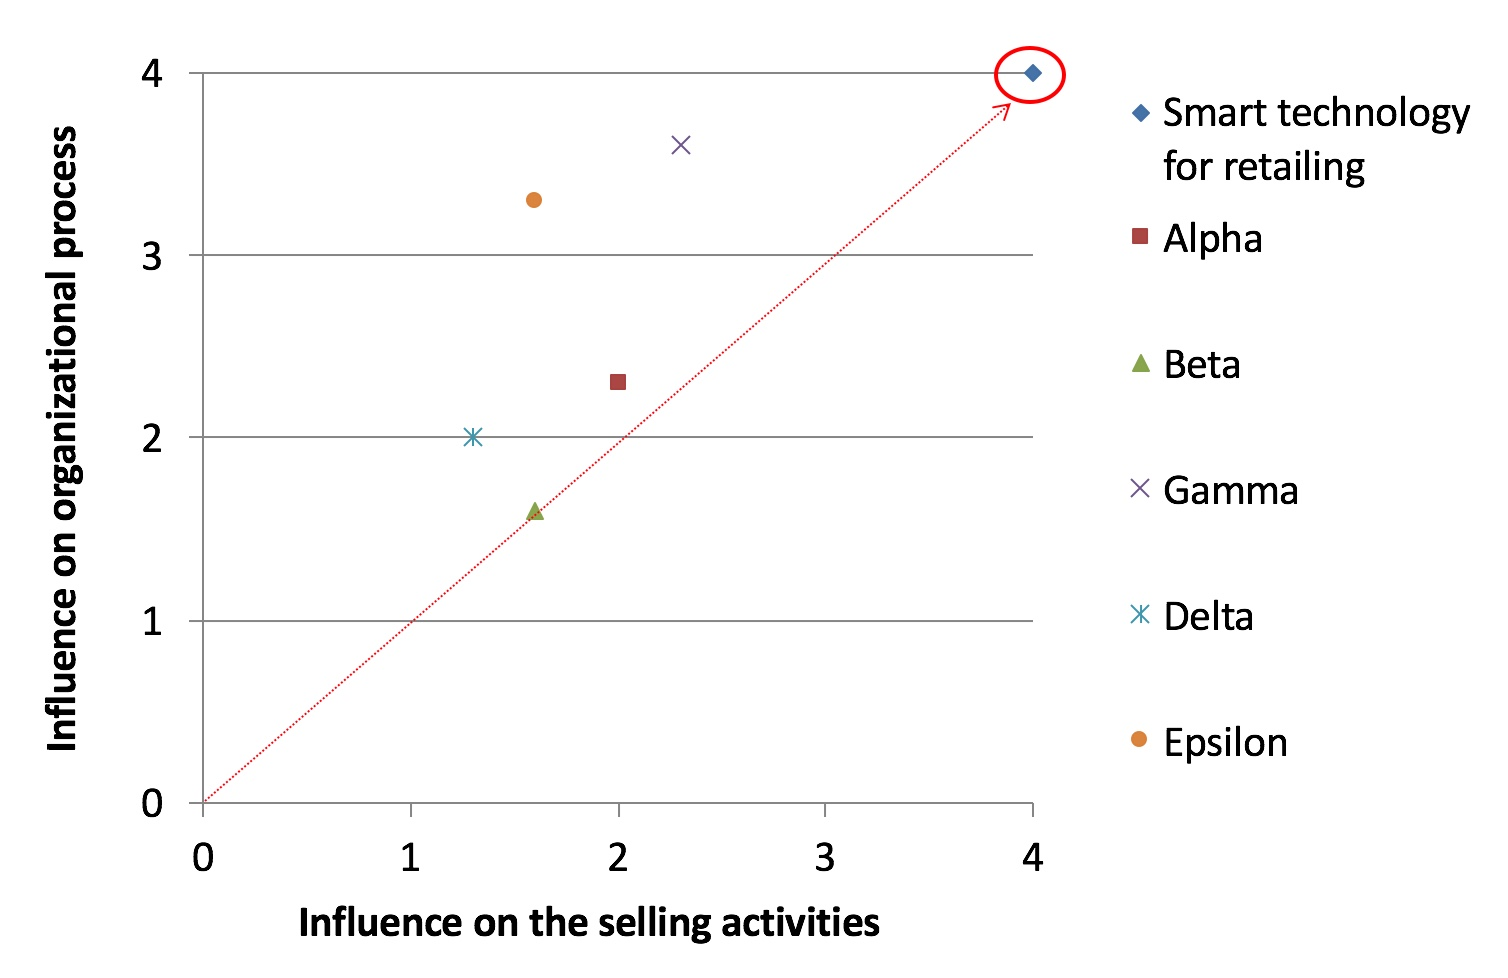 4
3
2
1
0
0 1 2 3 4
Influence on organizational process
Influence on the selling activities
Smart technology
for retailing
Alpha
Beta
Gamma
Delta
Epsilon